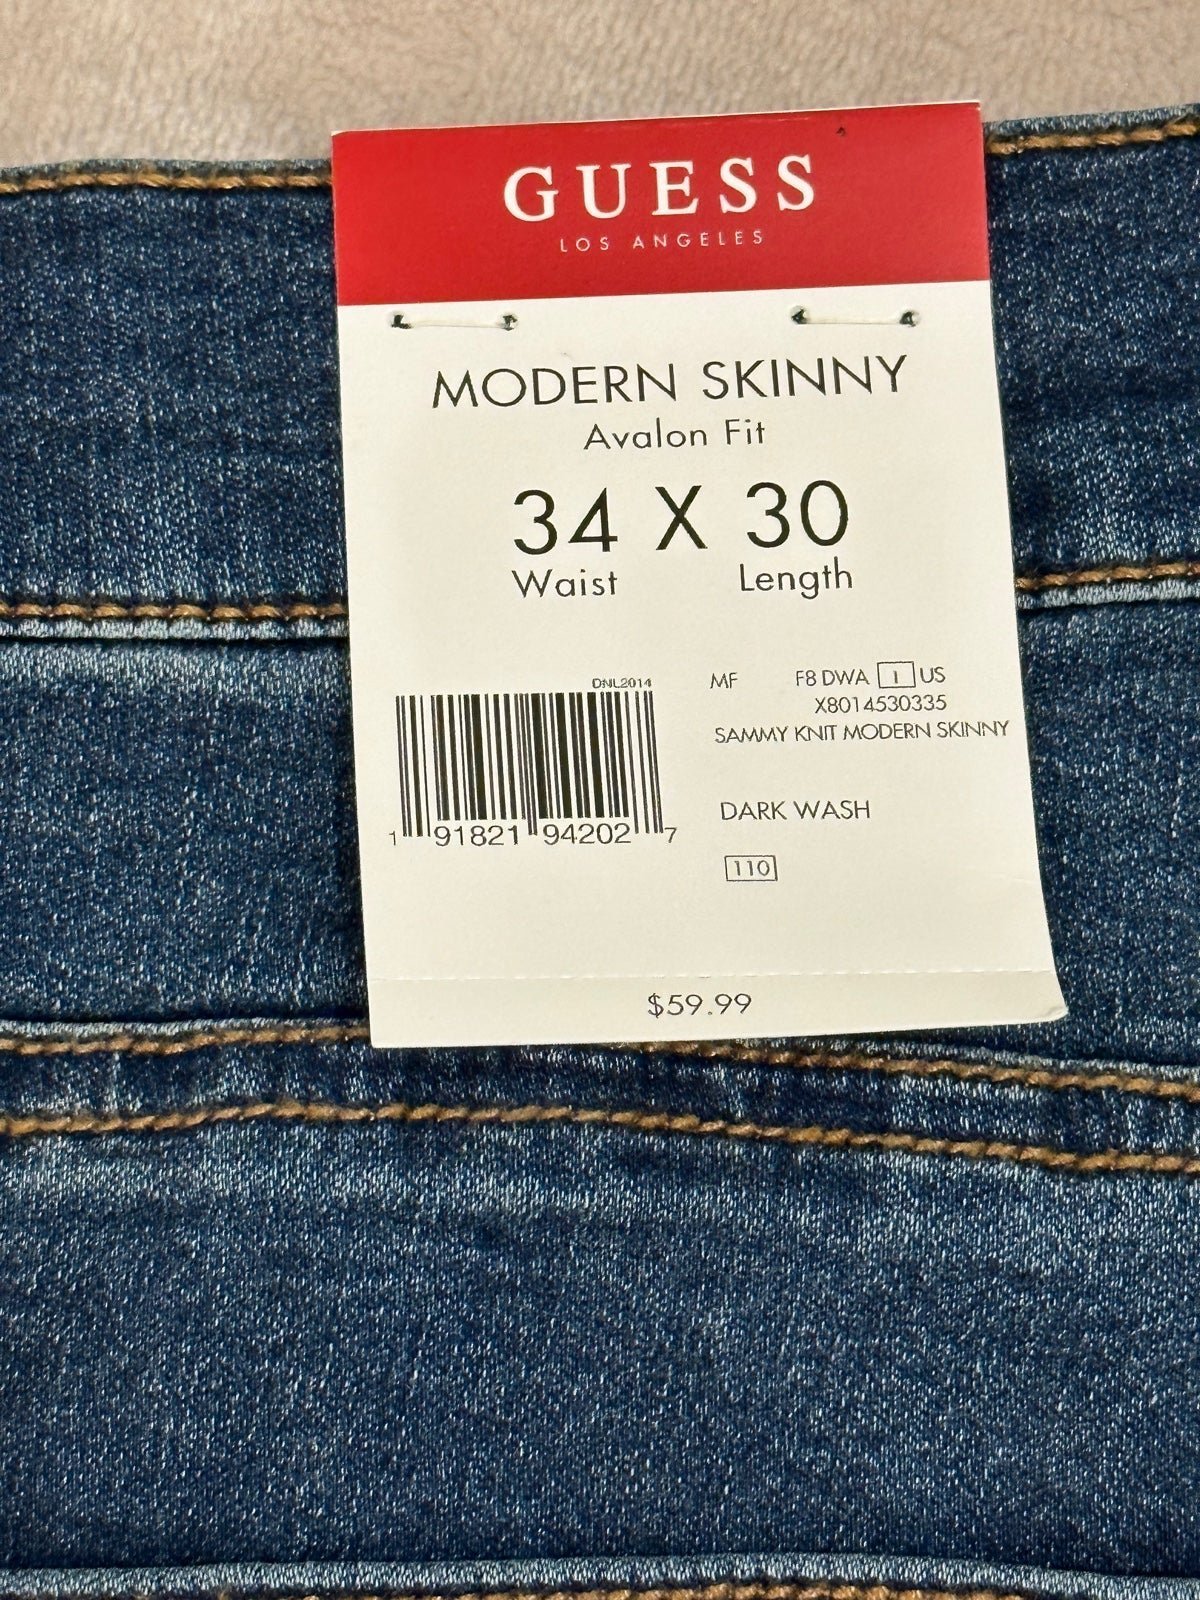 GUESS
LOS ANGELES
MODERN SKINNY
Avalon Fit
34 X 30
Waist Length
DNL2014
MF F8 DWA 1 US
X8014530335
SAMMY KNIT MODERN SKINNY
1 91821 94202 7
DARK WASH
110
$59.99